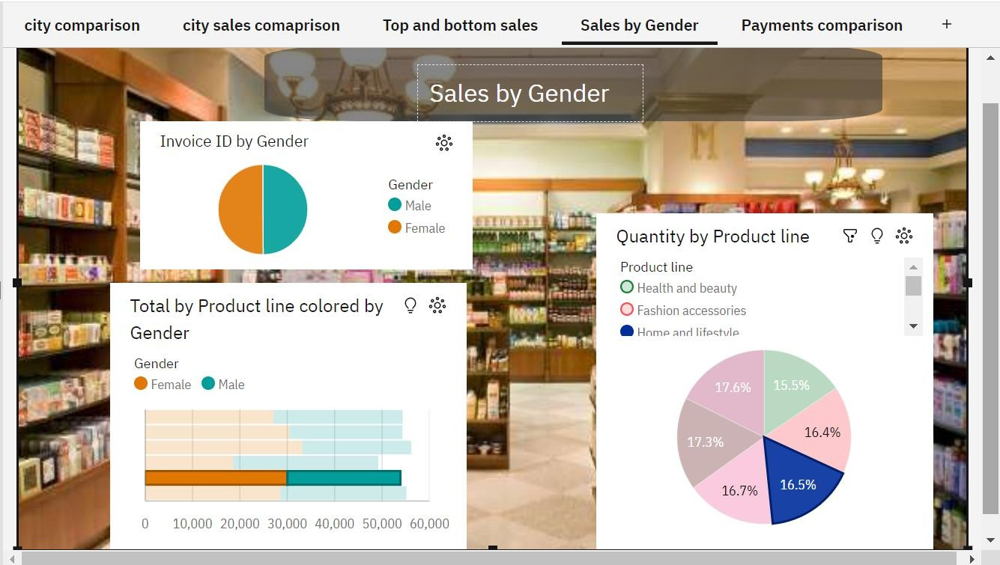 city comparison
city sales comaprison
Top and bottom sales
Sales by Gender
Payments comparison
+
Sales by Gender
M
Invoice ID by Gender
Gender
Male
Female
Quantity by Product line
Product line
Health and beauty
Fashion accessories
Home and lifestyle
17.6%
15.5%
16.4%
17.3%
16.7%
16.5%
Total by Product line colored by
Gender
Gender
Female
Male
0
10,000
20,000
30,000
40,000
50,000
60,000